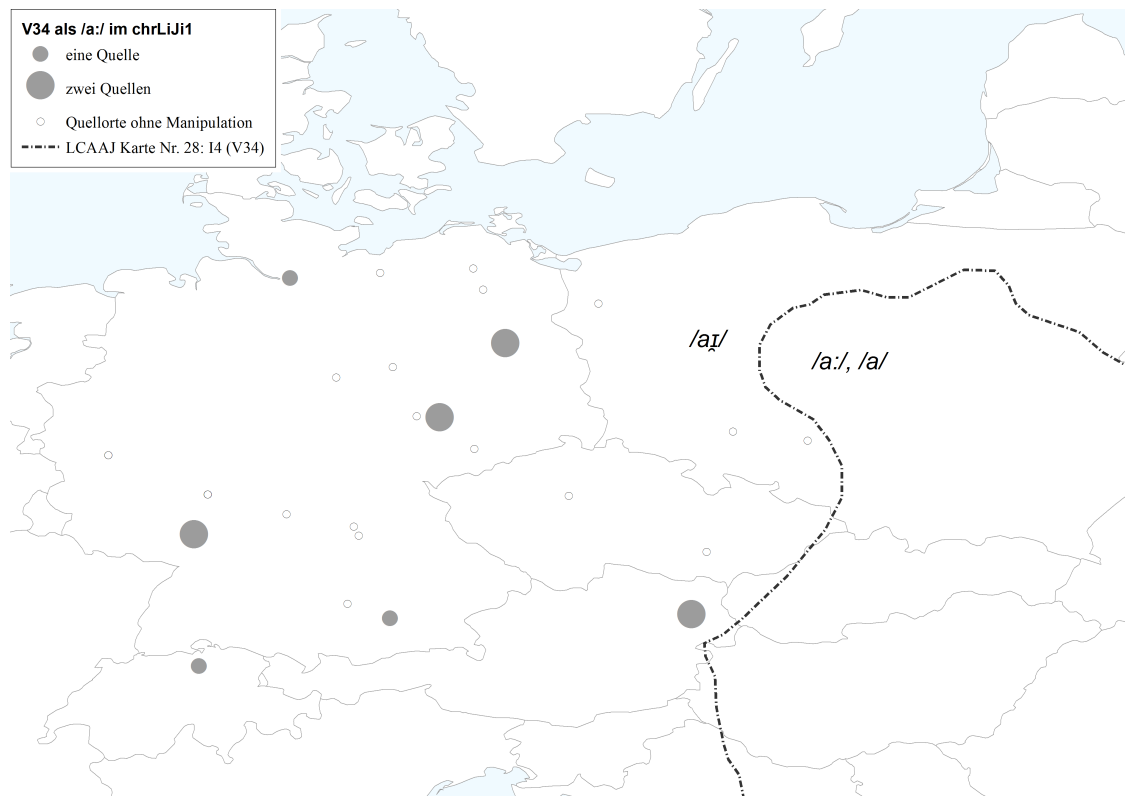 V34 als /a:/ im chrLiJi1
eine Quelle
zwei Quellen
Quellorte ohne Manipulation
LCAAJ Karte Nr. 28: I4 (V34)
/aɪ̯/
/a:/, /a/